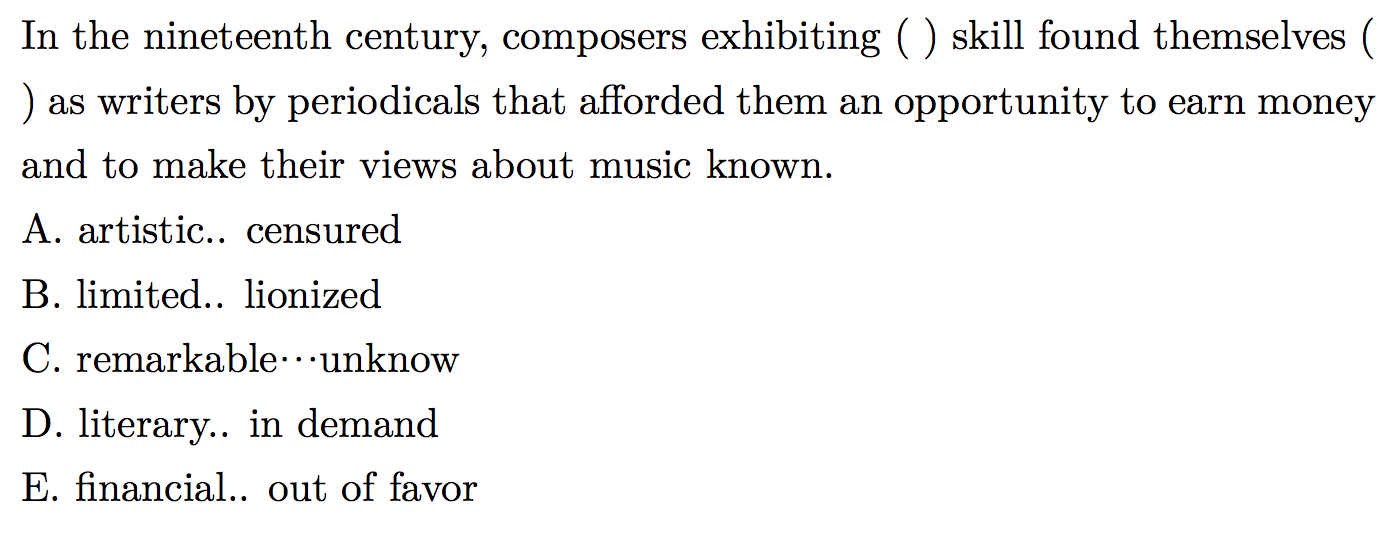 In the nineteenth century, composers exhibiting ( ) skill found themselves (
) as writers by periodicals that afforded them an opportunity to earn money
and to make their views about music known.
A. artistic.. censured
B. limited.. lionized
C. remarkable···unknow
D. literary.. in demand
E. financial.. out of favor